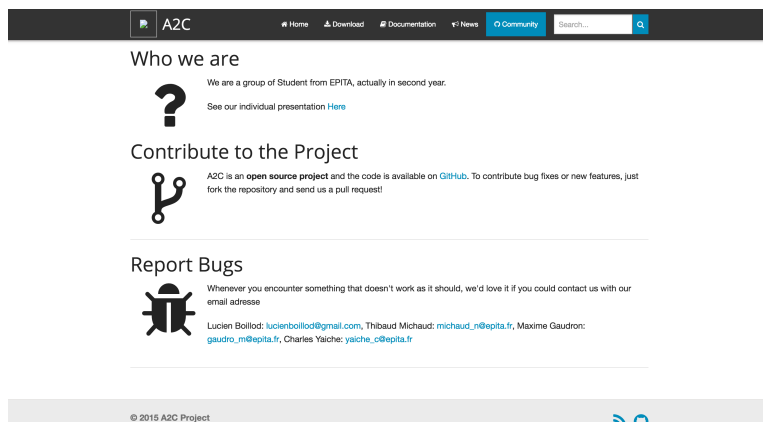 A2C
Home
Download
Documentation
News
Community
Search...
Who we are
We are a group of Student from EPITA, actually in second year.
See our individual presentation Here
Contribute to the Project
A2C is an open source project and the code is available on GitHub. To contribute bug fixes or new features, just
fork the repository and send us a pull request!
Report Bugs
Whenever you encounter something that doesn't work as it should, we'd love it if you could contact us with our
email adresse
Lucien Boillod: lucienboillod@gmail.com, Thibaud Michaud: michaud_n@epita.fr, Maxime Gaudron:
gaudro_m@epita.fr, Charles Yaiche: yaiche_c@epita.fr
© 2015 A2C Project